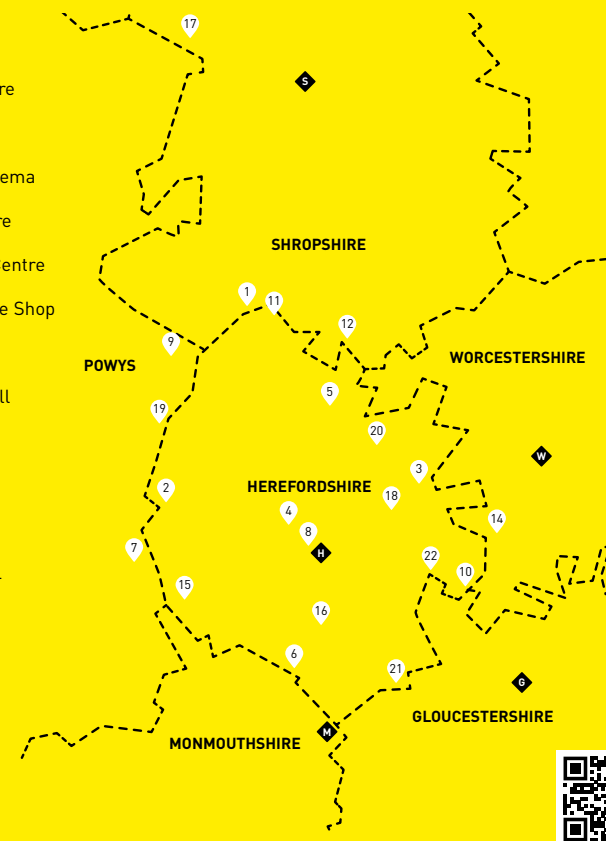 17
S
re
ema
re
Centre
SHROPSHIRE
e Shop
1
11
12
9
WORCESTERSHIRE
POWYS
5
ll
19
20
W
3
HEREFORDSHIRE
2
18
4
14
8
7
H
22
10
15
16
6
21
G
GLOUCESTERSHIRE
M
MONMOUTHSHIRE